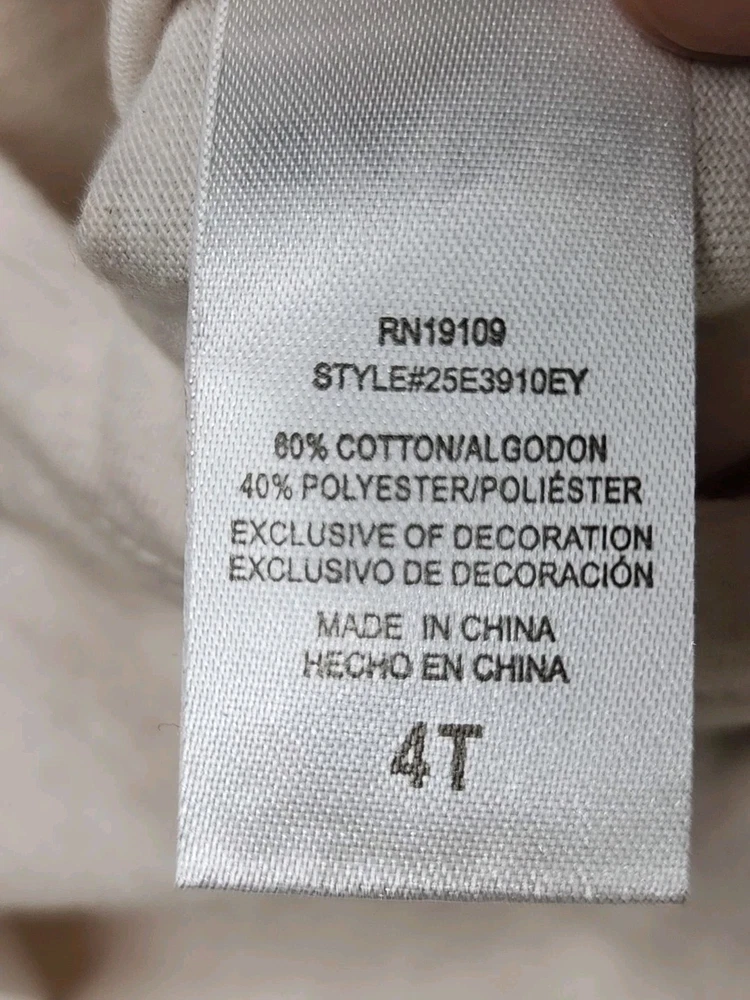 RN19109
STYLE#25E3910EY
60% COTTON/ALGODON
40% POLYESTER/POLIÉSTER
EXCLUSIVE OF DECORATION
EXCLUSIVO DE DECORACIÓN
MADE IN CHINA
HECHO EN CHINA
4T